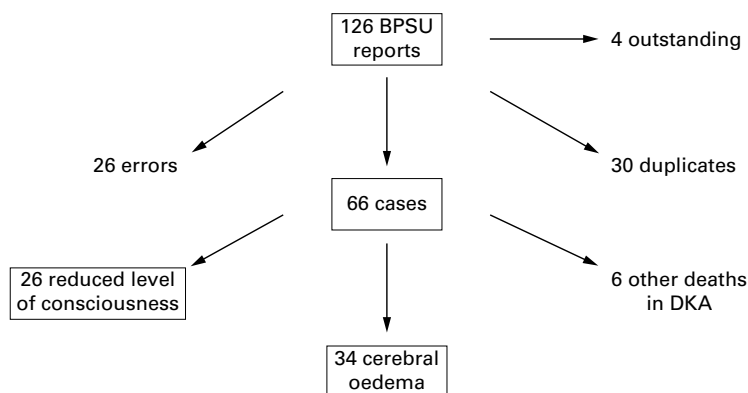 126 BPSU
reports
4 outstanding
26 errors
30 duplicates
66 cases
26 reduced level
of consciousness
6 other deaths
in DKA
34 cerebral
oedema